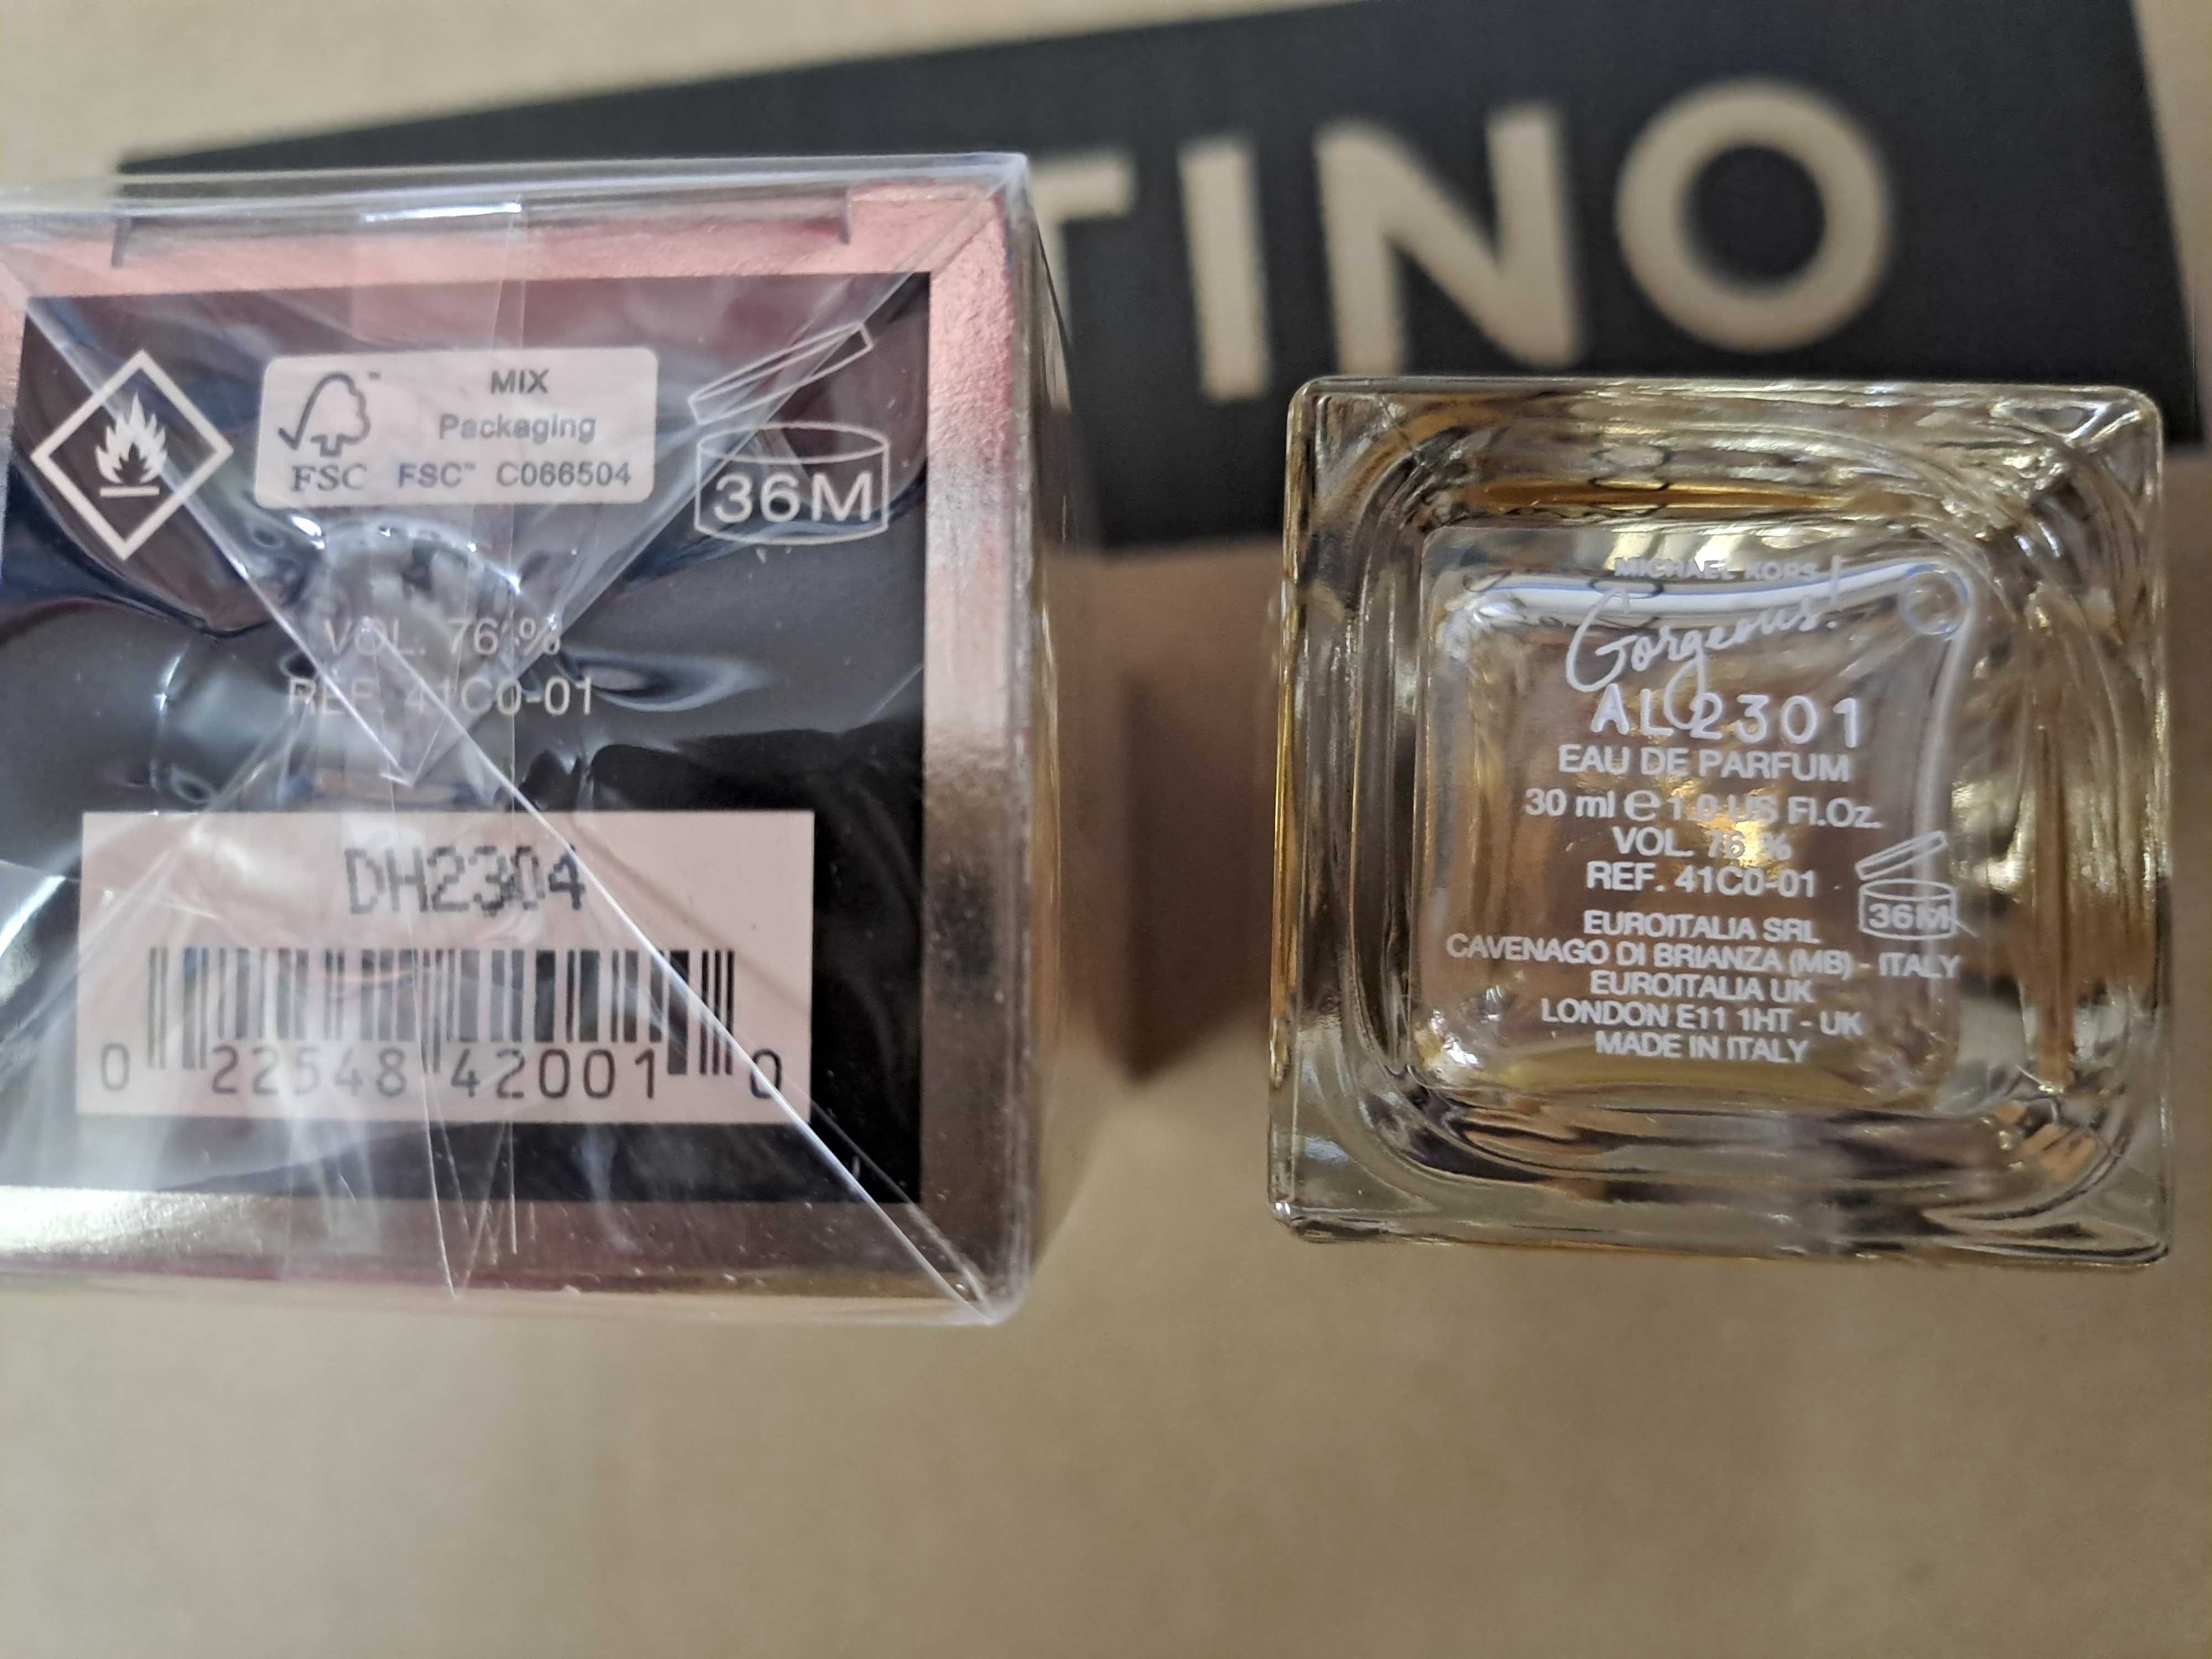 TINO
MIX
Packaging
FSC
FSC™ C066504
36M
VOL. 76 %
REF. 41C0-01
DH2304
0 22548 42001 0
MICHAEL KORS
Gorgeous!
AL2301
EAU DE PARFUM
30 ml e 1.0 US Fl.Oz.
VOL. 76 %
REF. 41C0-01
36M
EUROITALIA SRL
CAVENAGO DI BRIANZA (MB) - ITALY
EUROITALIA UK
LONDON E11 1HT - UK
MADE IN ITALY